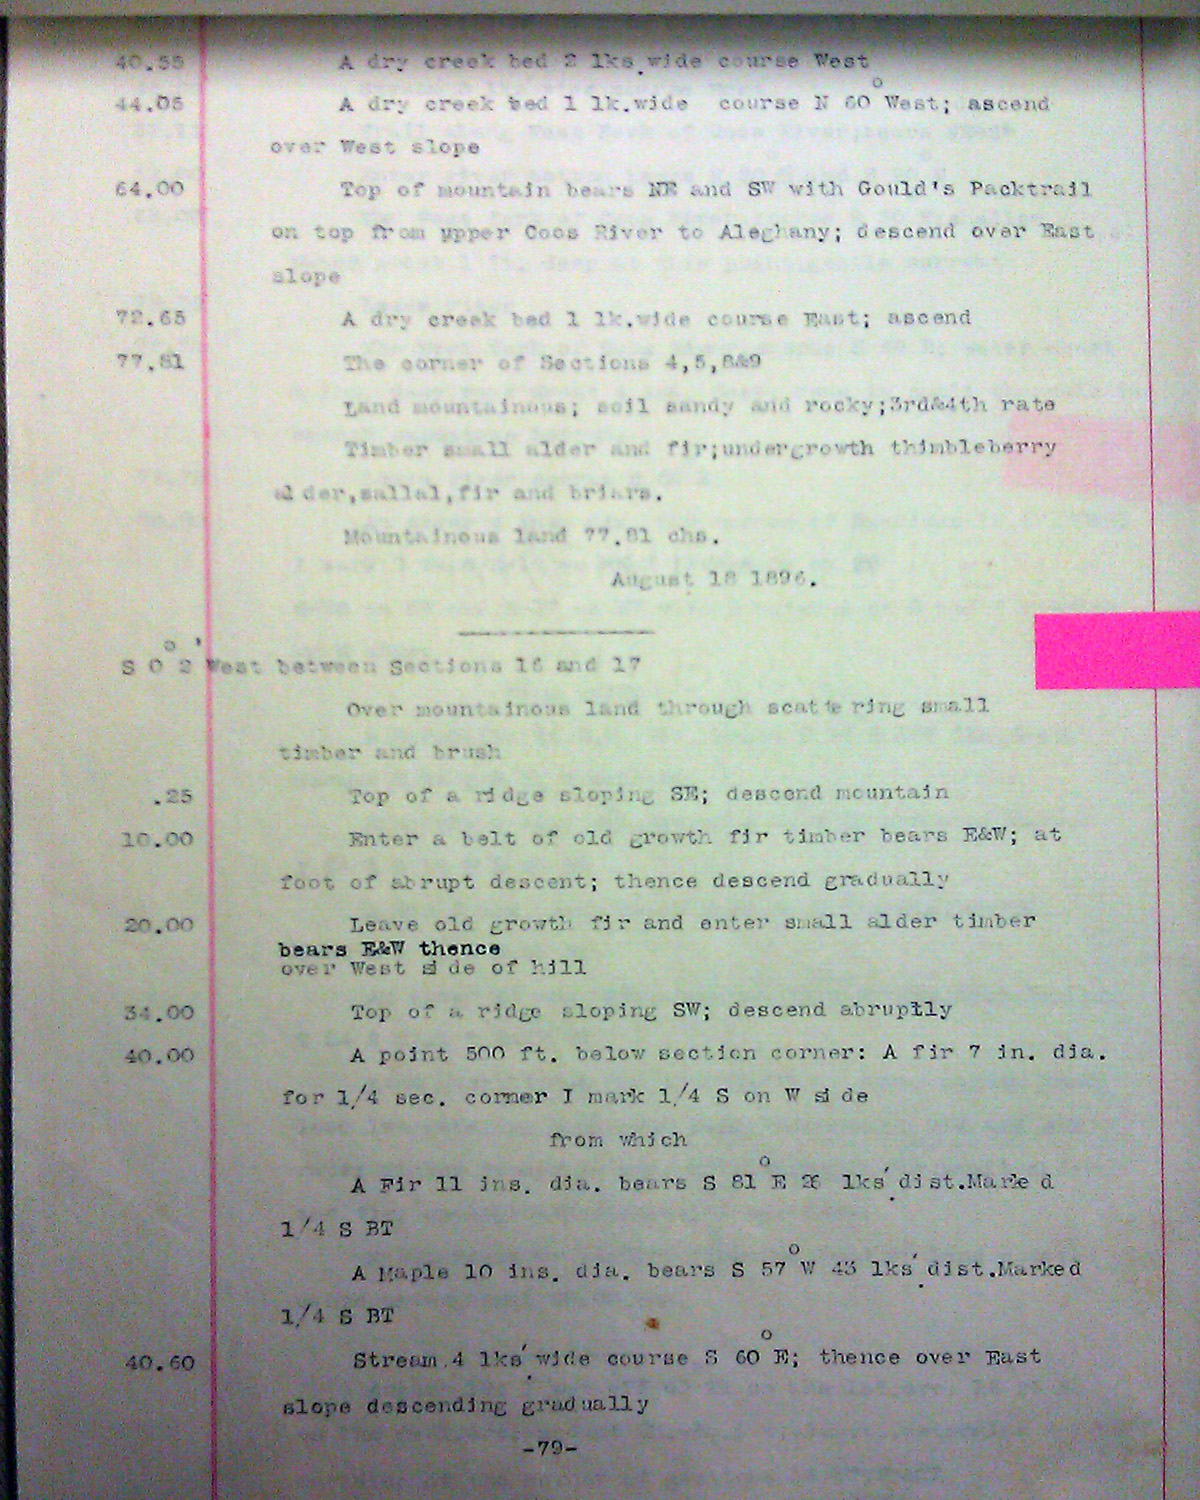 40.55 A dry creek bed 2 lks. wide course West
44.05 A dry creek bed 1 lk.wide course N 60° West; ascend
over West slope
64.00 Top of mountain bears NE and SW with Gould's Packtrail
on top from upper Coos River to Aleghany; descend over East
slope
72.65 A dry creek bed 1 lk.wide course East; ascend
77.81 The corner of Sections 4,5,8&9
Land mountainous; soil sandy and rocky;3rd&4th rate
Timber small alder and fir;undergrowth thimbleberry
alder,sallal,fir and briars.
Mountainous land 77.81 chs.
August 18 1896.
S 0° 2' West between Sections 16 and 17
Over mountainous land through scattering small
timber and brush
.25 Top of a ridge sloping SE; descend mountain
10.00 Enter a belt of old growth fir timber bears E&W; at
foot of abrupt descent; thence descend gradually
20.00 Leave old growth fir and enter small alder timber
bears E&W thence
over West side of hill
34.00 Top of a ridge sloping SW; descend abruptly
40.00 A point 500 ft. below section corner: A fir 7 in. dia.
for 1/4 sec. corner I mark 1/4 S on W side
from which
A Fir 11 ins. dia. bears S 81° E 26 lks'. dist.Marked
1/4 S BT
A Maple 10 ins. dia. bears S 57° W 43 lks'. dist.Marked
1/4 S BT
40.60 Stream 4 lks'. wide course S 60° E; thence over East
slope descending gradually
-79-